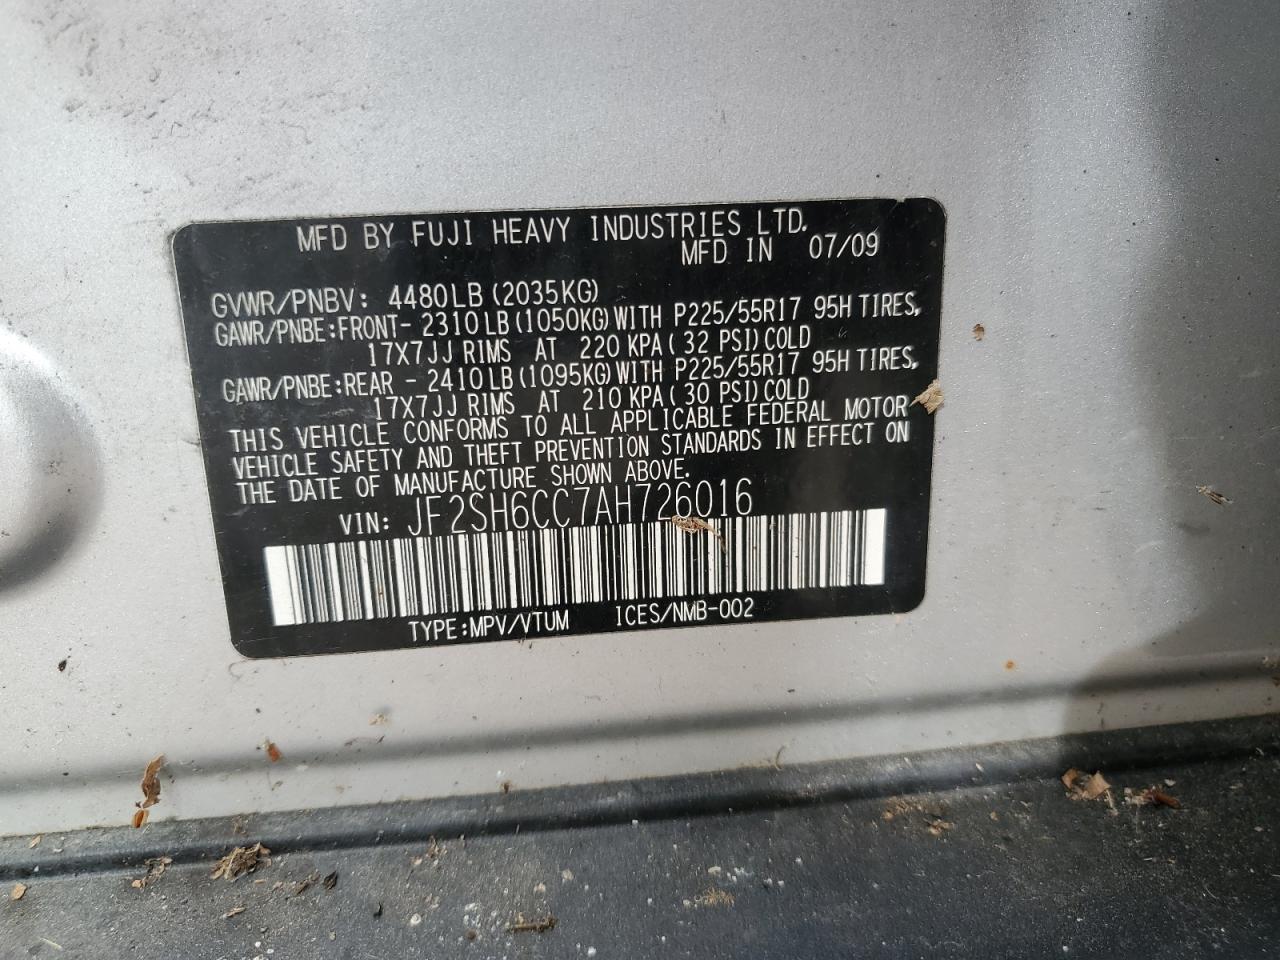 MFD BY FUJI HEAVY INDUSTRIES LTD.
MFD IN 07/09
GVWR/PNBV: 4480LB (2035KG)
GAWR/PNBE:FRONT- 2310 LB (1050KG) WITH P225/55R17 95H TIRES,
17X7JJ RIMS AT 220 KPA ( 32 PSI) COLD
GAWR/PNBE:REAR - 2410 LB (1095KG) WITH P225/55R17 95H TIRES,
17X7JJ RIMS AT 210 KPA ( 30 PSI) COLD
THIS VEHICLE CONFORMS TO ALL APPLICABLE FEDERAL MOTOR
VEHICLE SAFETY AND THEFT PREVENTION STANDARDS IN EFFECT ON
THE DATE OF MANUFACTURE SHOWN ABOVE.
VIN: JF2SH6CC7AH726016
TYPE:MPV/VTUM ICES/NMB-002